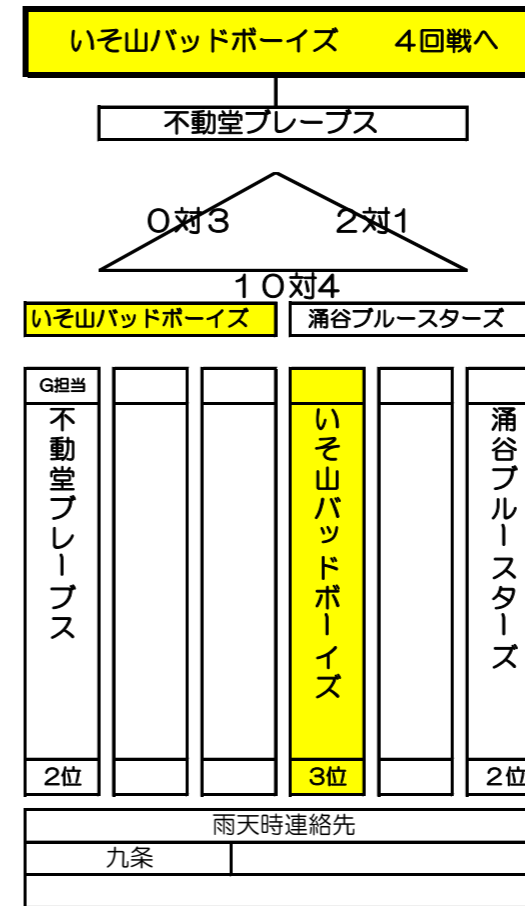 いそ山バッドボーイズ　　４回戦へ
不動堂ブレーブス
０対３　　２対１
１０対４
いそ山バッドボーイズ　涌谷ブルースターズ
G担当
不動堂ブレーブス
いそ山バッドボーイズ
涌谷ブルースターズ
２位　３位　２位
雨天時連絡先
九条